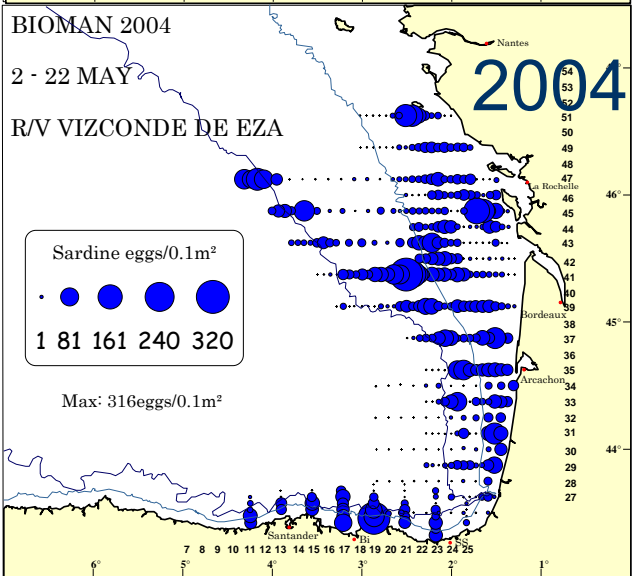 BIOMAN 2004
2 - 22 MAY
R/V VIZCONDE DE EZA
2004
Nantes
54
53
52
51
50
49
48
47
La Rochelle
46°
46
45
44
43
42
41
40
39
Bordeaux
45°
38
37
36
35
Arcachon
34
33
32
31
44°
30
29
28
27
Sardine eggs/0.1m²
1 81 161 240 320
Max: 316eggs/0.1m²
Santander
Bi
SS
7 8 9 10 11 12 13 14 15 16 17 18 19 20 21 22 23 24 25
6° 5° 4° 3° 2° 1°